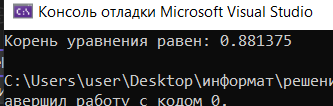 Консоль отладки Microsoft Visual Studio
Корень уравнения равен: 0.881375
C:\Users\user\Desktop\информат\решени
авершил работу с кодом 0.